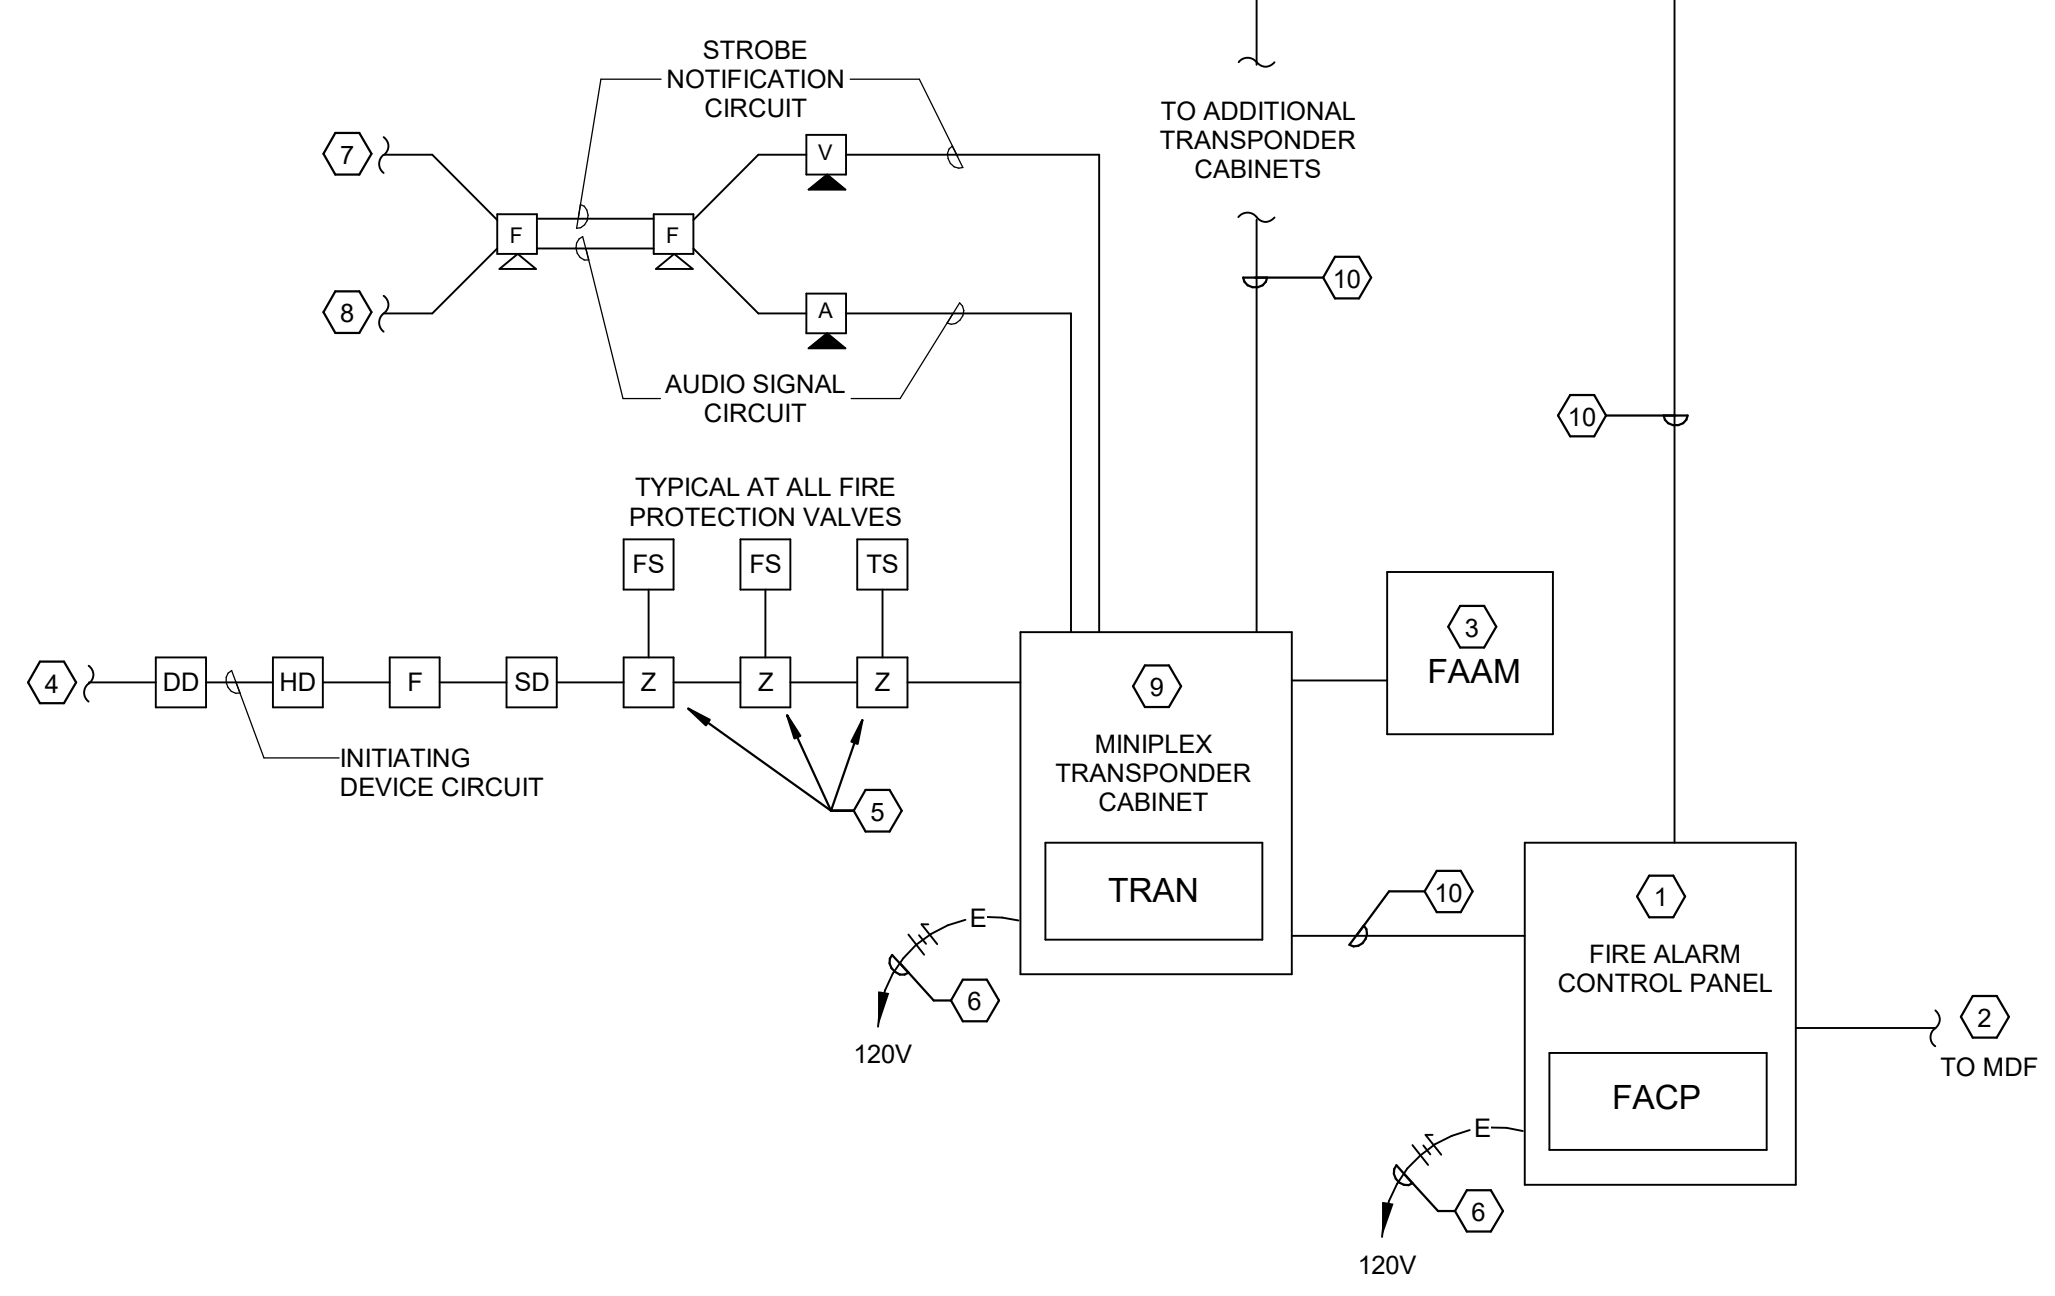 STROBE
NOTIFICATION
CIRCUIT
TO ADDITIONAL
TRANSPONDER
CABINETS
7
V
F
F
10
8
A
AUDIO SIGNAL
CIRCUIT
10
TYPICAL AT ALL FIRE
PROTECTION VALVES
FS
FS
TS
3
FAAM
4
DD
HD
F
SD
Z
Z
Z
9
INITIATING
DEVICE CIRCUIT
MINIPLEX
TRANSPONDER
CABINET
5
TRAN
10
1
E
FIRE ALARM
CONTROL PANEL
6
120V
2
TO MDF
FACP
E
6
120V